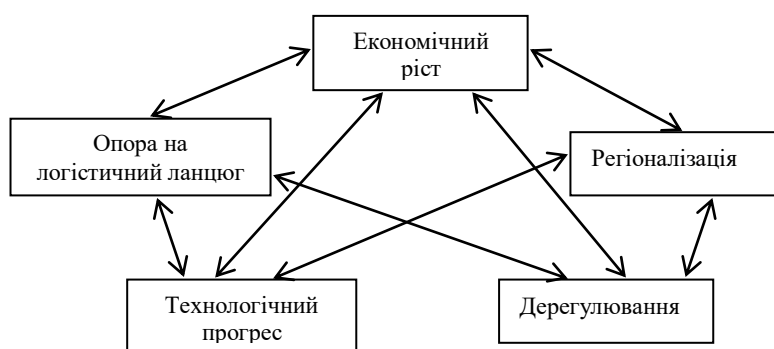 Економічний
ріст
Опора на
логістичний ланцюг
Регіоналізація
Технологічний
прогрес
Дерегулювання